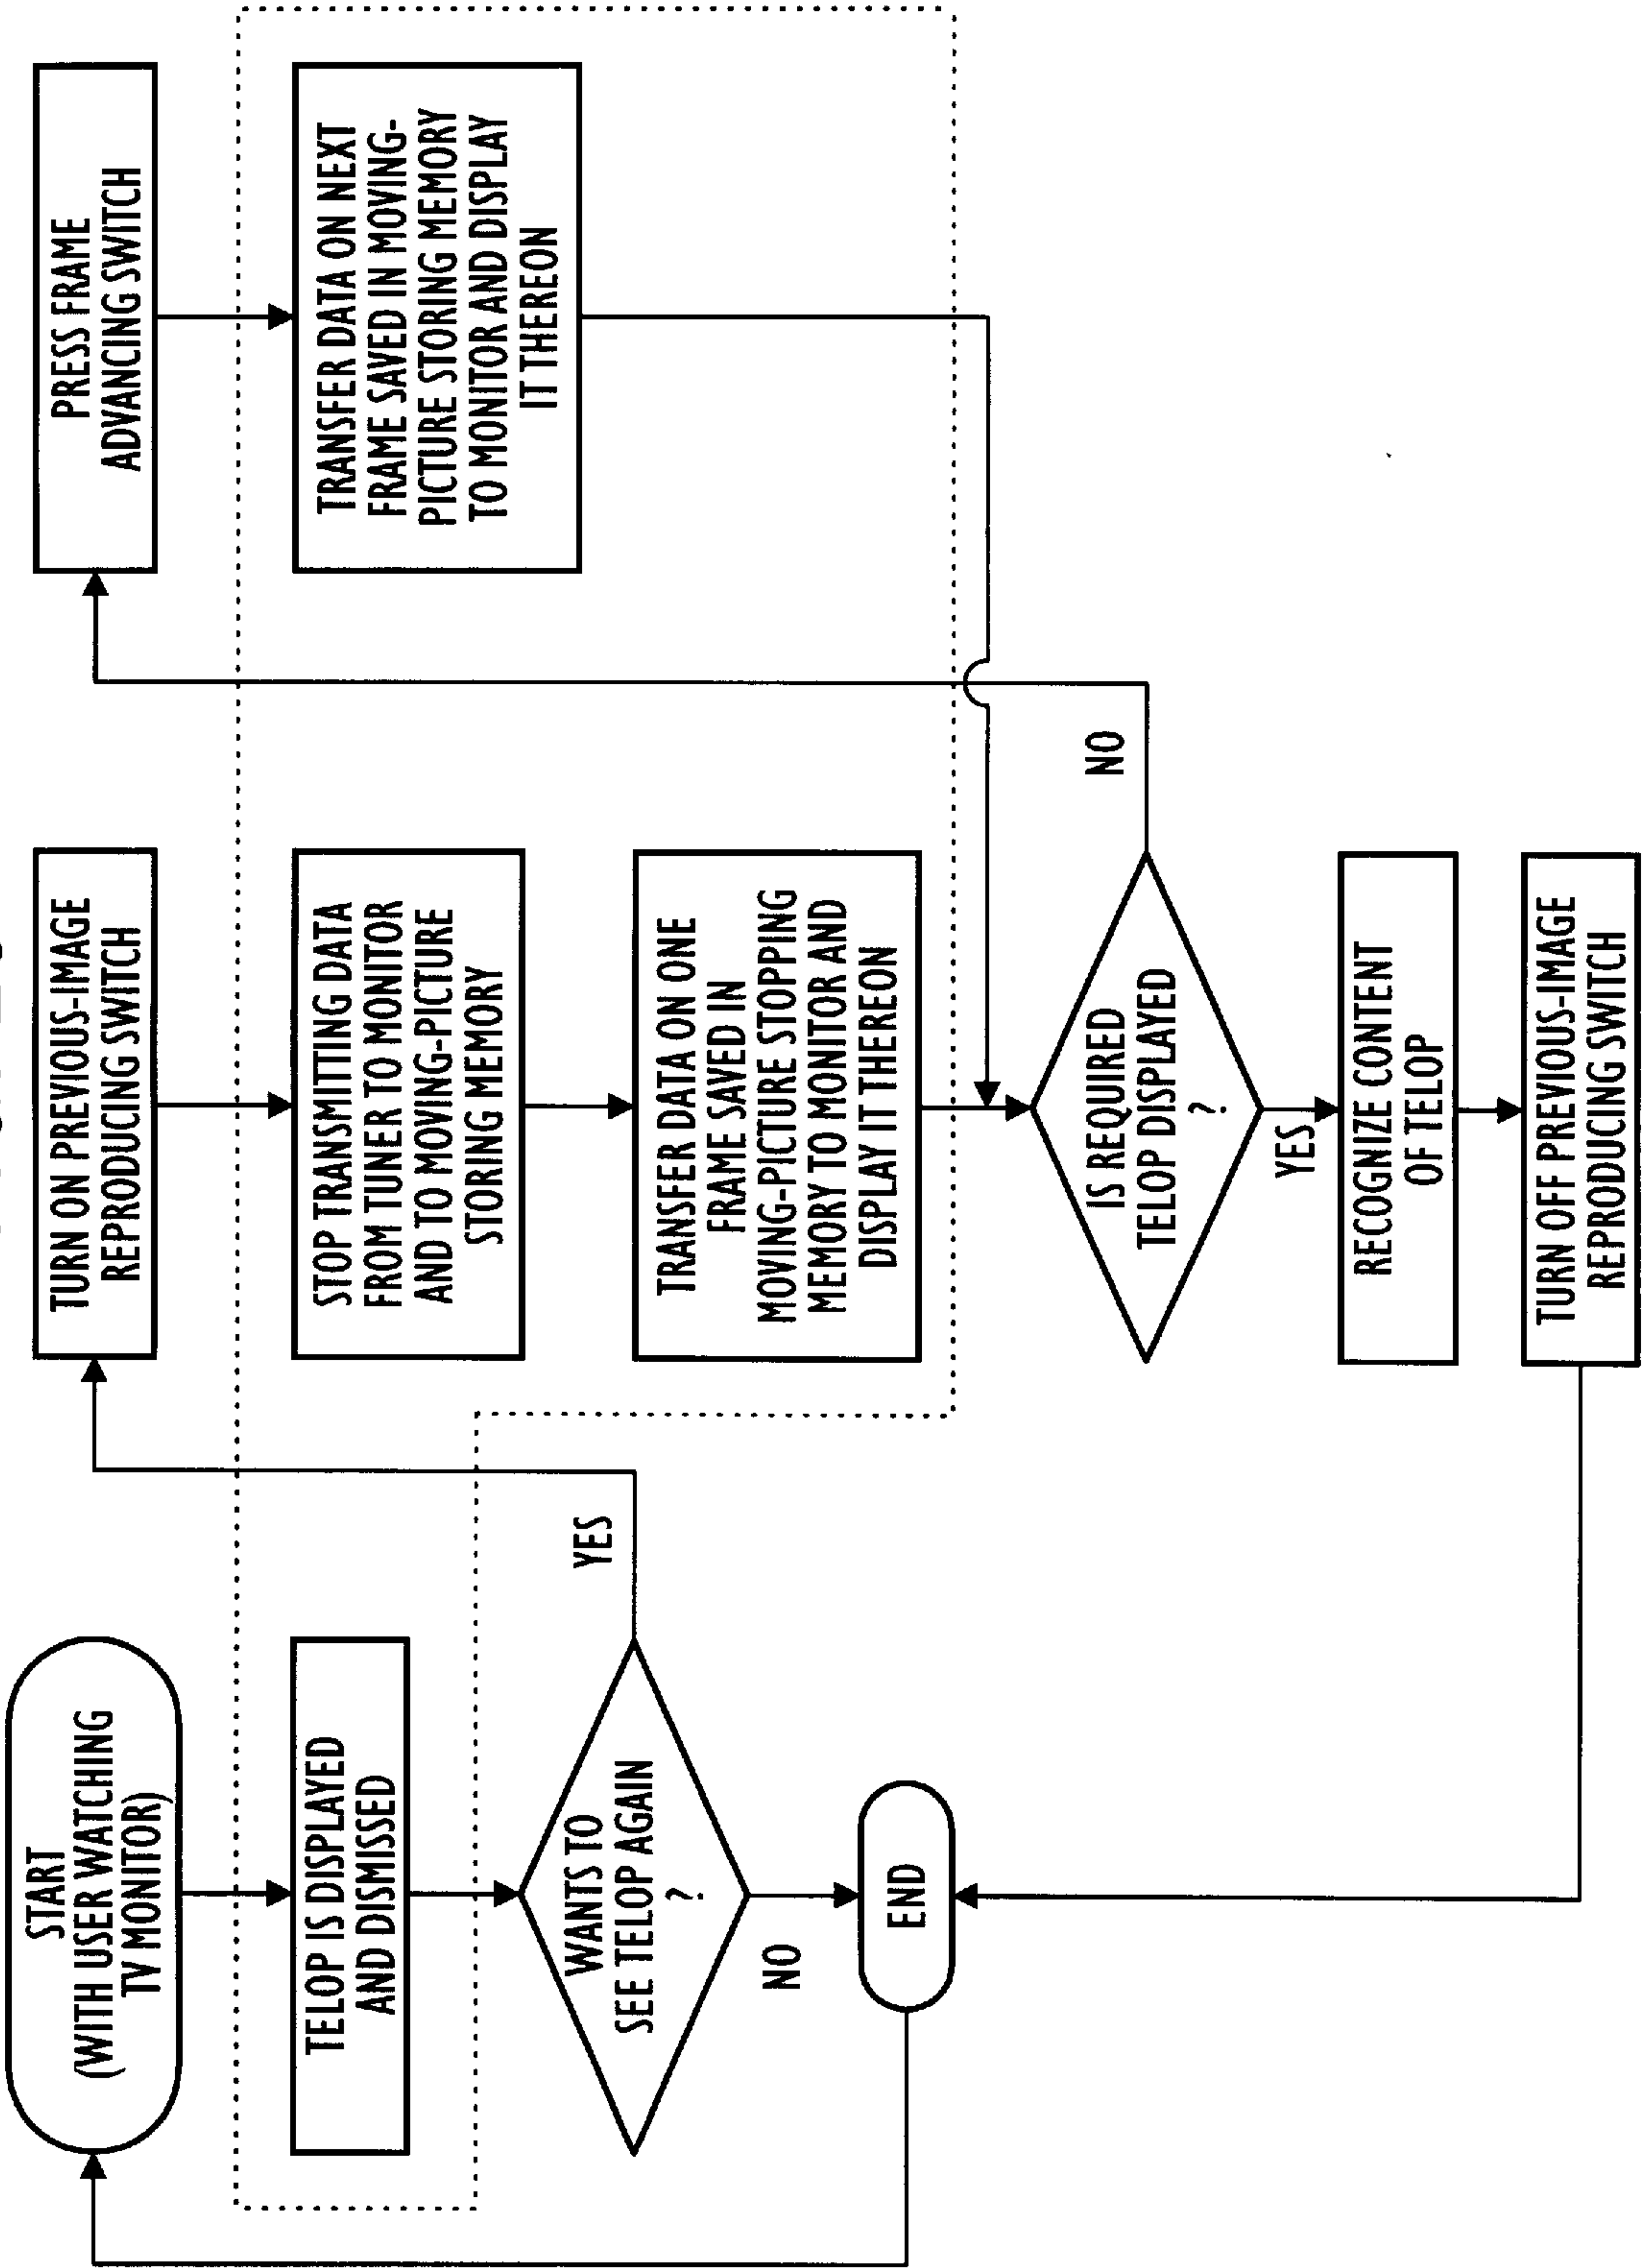 START
(WITH USER WATCHING
TV MONITOR)
TELOP IS DISPLAYED
AND DISMISSED
WANTS TO
SEE TELOP AGAIN
?
YES
NO
END
TURN ON PREVIOUS-IMAGE
REPRODUCING SWITCH
STOP TRANSMITTING DATA
FROM TUNER TO MONITOR
AND TO MOVING-PICTURE
STORING MEMORY
TRANSFER DATA ON ONE
FRAME SAVED IN
MOVING-PICTURE STOPPING
MEMORY TO MONITOR AND
DISPLAY IT THEREON
IS REQUIRED
TELOP DISPLAYED
?
NO
YES
RECOGNIZE CONTENT
OF TELOP
TURN OFF PREVIOUS-IMAGE
REPRODUCING SWITCH
PRESS FRAME
ADVANCING SWITCH
TRANSFER DATA ON NEXT
FRAME SAVED IN MOVING-
PICTURE STORING MEMORY
TO MONITOR AND DISPLAY
IT THEREON